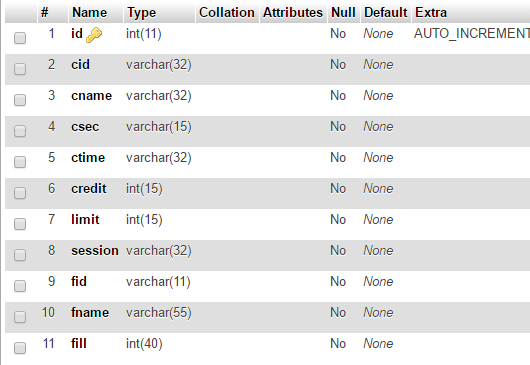 # Name Type Collation Attributes Null Default Extra
1 id int(11) No None AUTO_INCREMENT
2 cid varchar(32) No None
3 cname varchar(32) No None
4 csec varchar(15) No None
5 ctime varchar(32) No None
6 credit int(15) No None
7 limit int(15) No None
8 session varchar(32) No None
9 fid varchar(11) No None
10 fname varchar(55) No None
11 fill int(40) No None